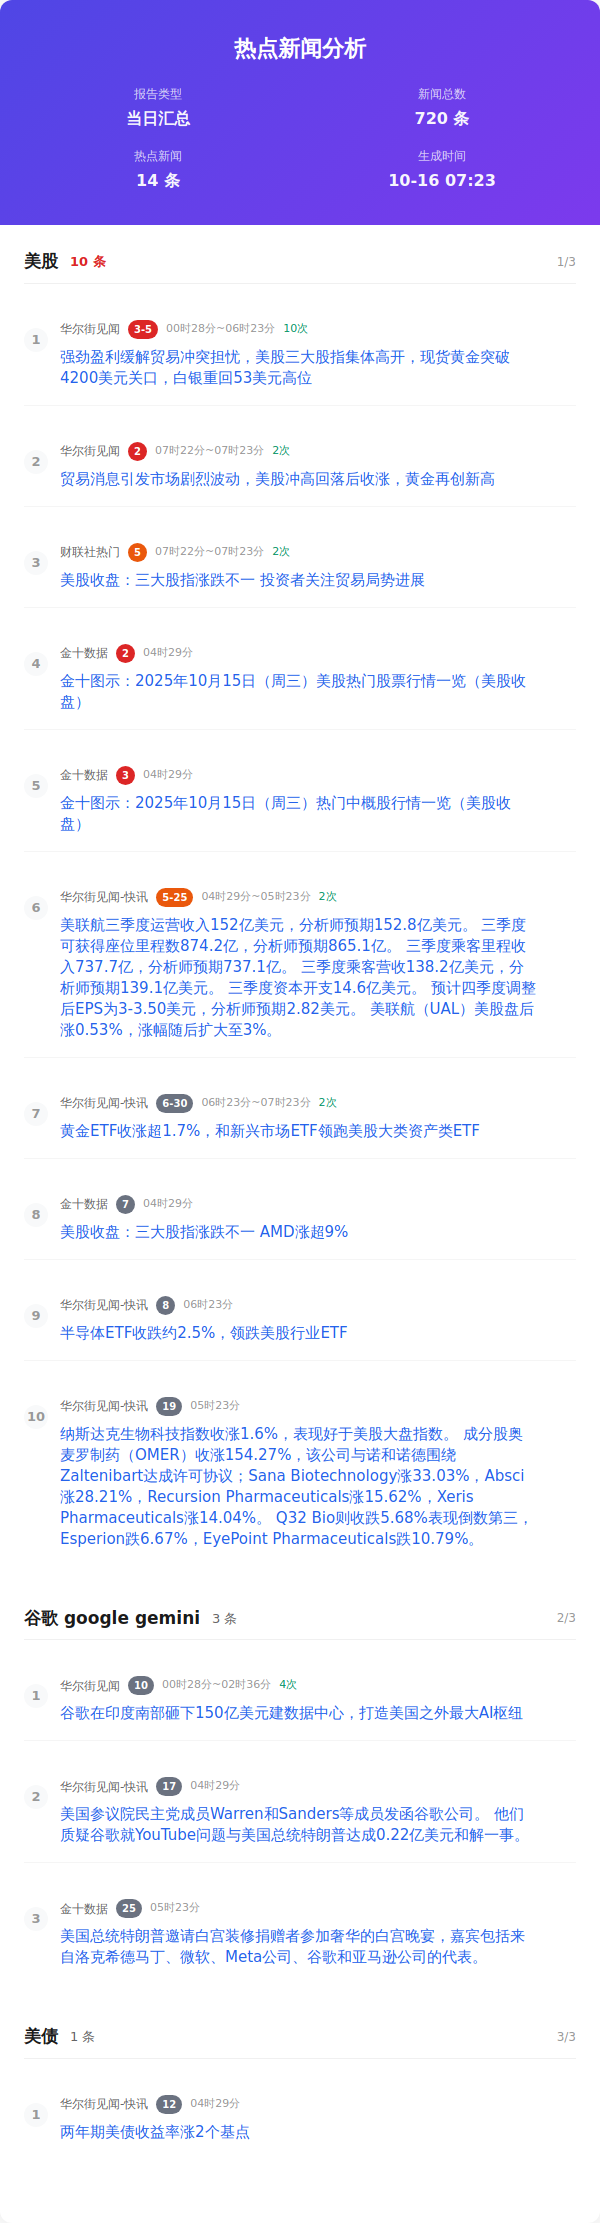 热点新闻分析
报告类型
新闻总数
当日汇总
720 条
热点新闻
生成时间
14 条
10-16 07:23
美股 10 条 1/3
1
华尔街见闻 3-5 00时28分~06时23分 10次
强劲盈利缓解贸易冲突担忧，美股三大股指集体高开，现货黄金突破
4200美元关口，白银重回53美元高位
2
华尔街见闻 2 07时22分~07时23分 2次
贸易消息引发市场剧烈波动，美股冲高回落后收涨，黄金再创新高
3
财联社热门 5 07时22分~07时23分 2次
美股收盘：三大股指涨跌不一 投资者关注贸易局势进展
4
金十数据 2 04时29分
金十图示：2025年10月15日（周三）美股热门股票行情一览（美股收
盘）
5
金十数据 3 04时29分
金十图示：2025年10月15日（周三）热门中概股行情一览（美股收
盘）
6
华尔街见闻-快讯 5-25 04时29分~05时23分 2次
美联航三季度运营收入152亿美元，分析师预期152.8亿美元。 三季度
可获得座位里程数874.2亿，分析师预期865.1亿。 三季度乘客里程收
入737.7亿，分析师预期737.1亿。 三季度乘客营收138.2亿美元，分
析师预期139.1亿美元。 三季度资本开支14.6亿美元。 预计四季度调整
后EPS为3-3.50美元，分析师预期2.82美元。 美联航（UAL）美股盘后
涨0.53%，涨幅随后扩大至3%。
7
华尔街见闻-快讯 6-30 06时23分~07时23分 2次
黄金ETF收涨超1.7%，和新兴市场ETF领跑美股大类资产类ETF
8
金十数据 7 04时29分
美股收盘：三大股指涨跌不一 AMD涨超9%
9
华尔街见闻-快讯 8 06时23分
半导体ETF收跌约2.5%，领跌美股行业ETF
10
华尔街见闻-快讯 19 05时23分
纳斯达克生物科技指数收涨1.6%，表现好于美股大盘指数。 成分股奥
麦罗制药（OMER）收涨154.27%，该公司与诺和诺德围绕
Zaltenibart达成许可协议；Sana Biotechnology涨33.03%，Absci
涨28.21%，Recursion Pharmaceuticals涨15.62%，Xeris
Pharmaceuticals涨14.04%。 Q32 Bio则收跌5.68%表现倒数第三，
Esperion跌6.67%，EyePoint Pharmaceuticals跌10.79%。
谷歌 google gemini 3 条 2/3
1
华尔街见闻 10 00时28分~02时36分 4次
谷歌在印度南部砸下150亿美元建数据中心，打造美国之外最大AI枢纽
2
华尔街见闻-快讯 17 04时29分
美国参议院民主党成员Warren和Sanders等成员发函谷歌公司。 他们
质疑谷歌就YouTube问题与美国总统特朗普达成0.22亿美元和解一事。
3
金十数据 25 05时23分
美国总统特朗普邀请白宫装修捐赠者参加奢华的白宫晚宴，嘉宾包括来
自洛克希德马丁、微软、Meta公司、谷歌和亚马逊公司的代表。
美债 1 条 3/3
1
华尔街见闻-快讯 12 04时29分
两年期美债收益率涨2个基点